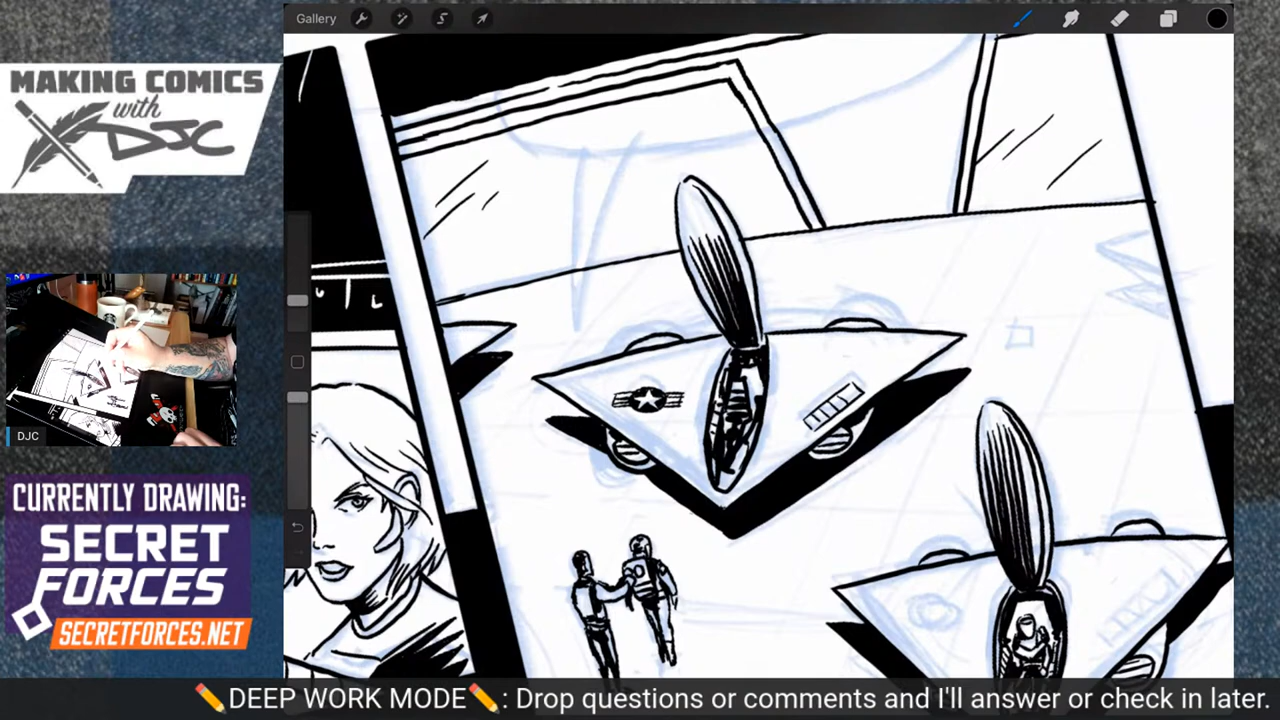 Gallery
MAKING COMICS
with
DJC
DJC
CURRENTLY DRAWING:
SECRET
FORCES
SECRETFORCES.NET
✏️DEEP WORK MODE✏️: Drop questions or comments and I'll answer or check in later.